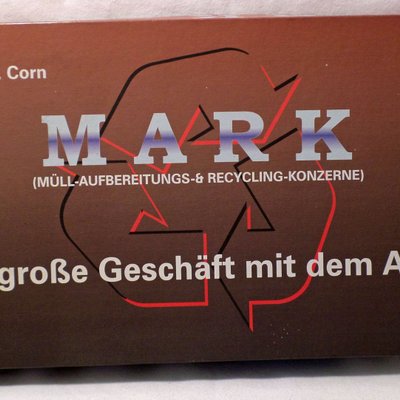 . Corn
MARK
(MÜLL-AUFBEREITUNGS-& RECYCLING-KONZERNE)
große Geschäft mit dem A